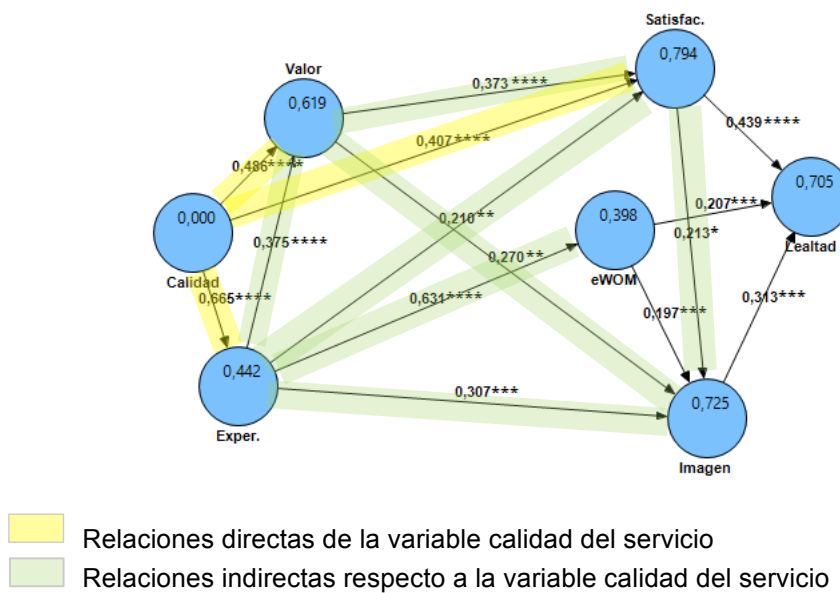 Satisfac.
0,794
Valor
0,619
0,373****
0,439****
0,407****
0,486****
0,705
0,207***
0,398
0,000
0,210**
0,375****
0,213*
Lealtad
0,270**
eWOM
Calidad
0,665****
0,631****
0,197***
0,313***
0,442
0,307***
0,725
Exper.
Imagen
Relaciones directas de la variable calidad del servicio
Relaciones indirectas respecto a la variable calidad del servicio